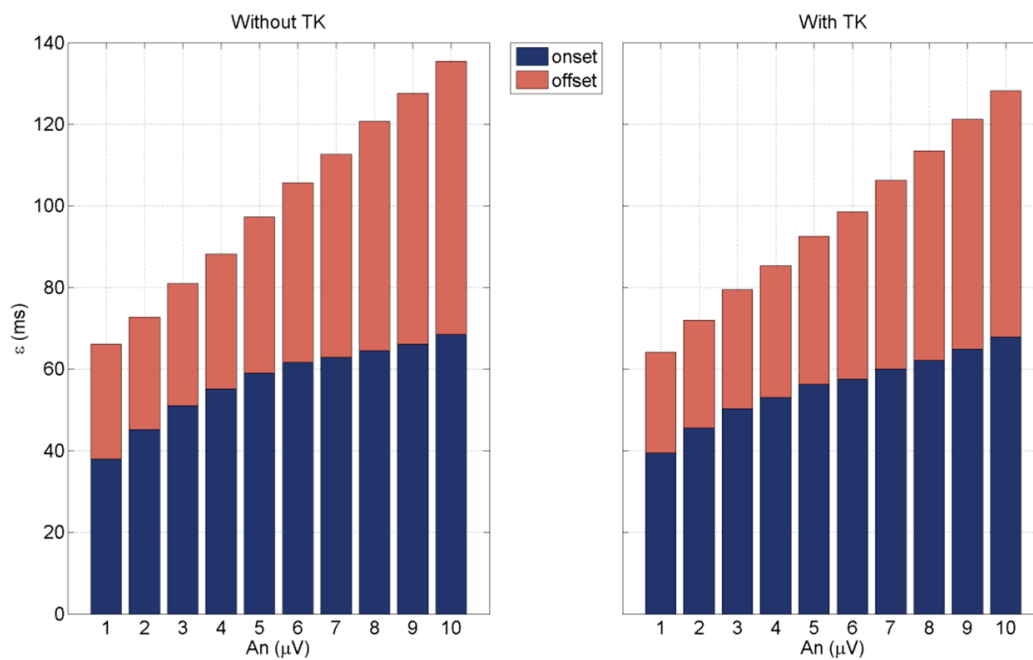 Without TK
With TK
onset
offset
140
120
100
80
60
40
20
0
ε (ms)
1 2 3 4 5 6 7 8 9 10
An (μV)
1 2 3 4 5 6 7 8 9 10
An (μV)